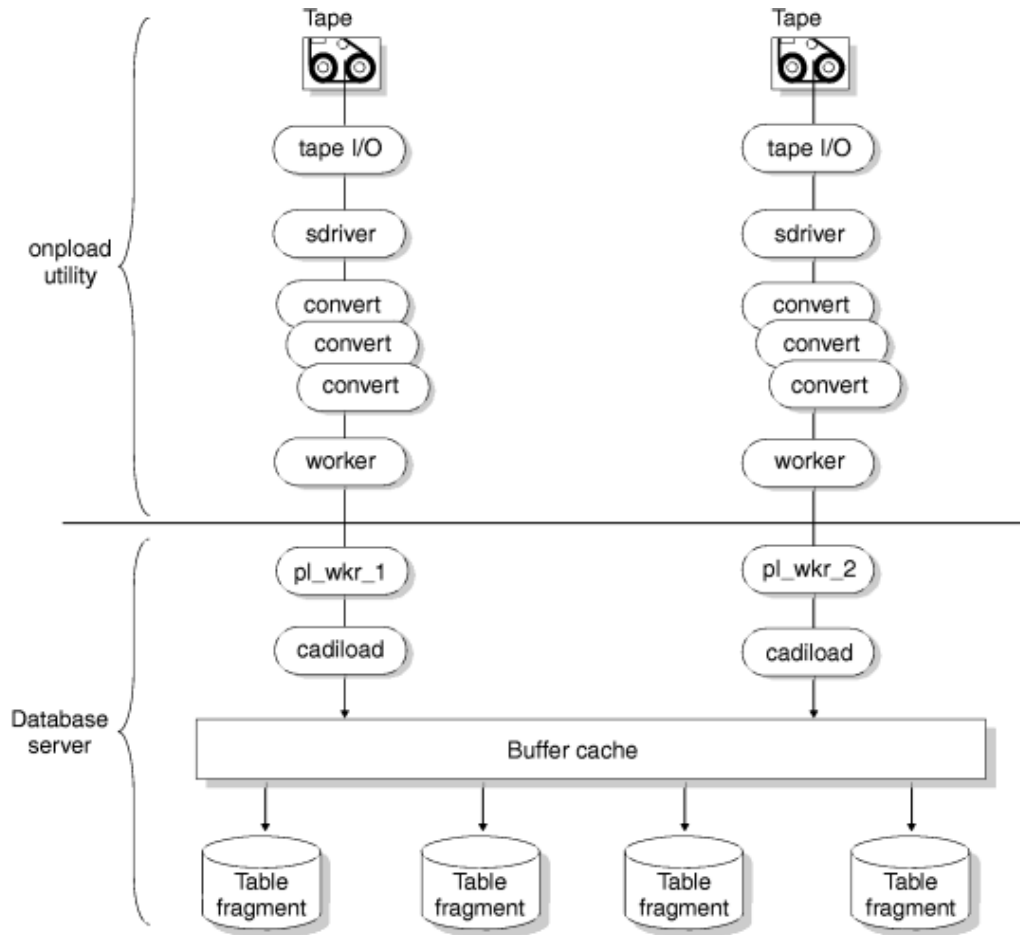 Tape
Tape
tape I/O
tape I/O
sdriver
sdriver
onpload
utility
convert
convert
convert
convert
convert
convert
worker
worker
pl_wkr_1
pl_wkr_2
cadiload
cadiload
Database
server
Buffer cache
Table
fragment
Table
fragment
Table
fragment
Table
fragment